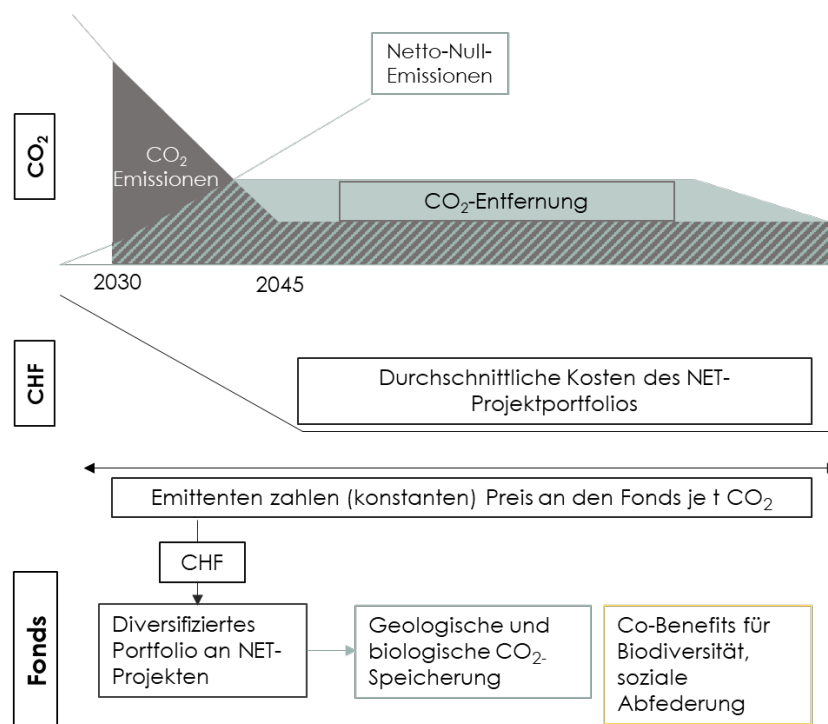 Netto-Null-
Emissionen
CO₂
CO₂
Emissionen
CO₂-Entfernung
2030
2045
CHF
Durchschnittliche Kosten des NET-
Projektportfolios
Emittenten zahlen (konstanten) Preis an den Fonds je t CO₂
CHF
Fonds
Diversifiziertes
Portfolio an NET-
Projekten
Geologische und
biologische CO₂-
Speicherung
Co-Benefits für
Biodiversität,
soziale
Abfederung